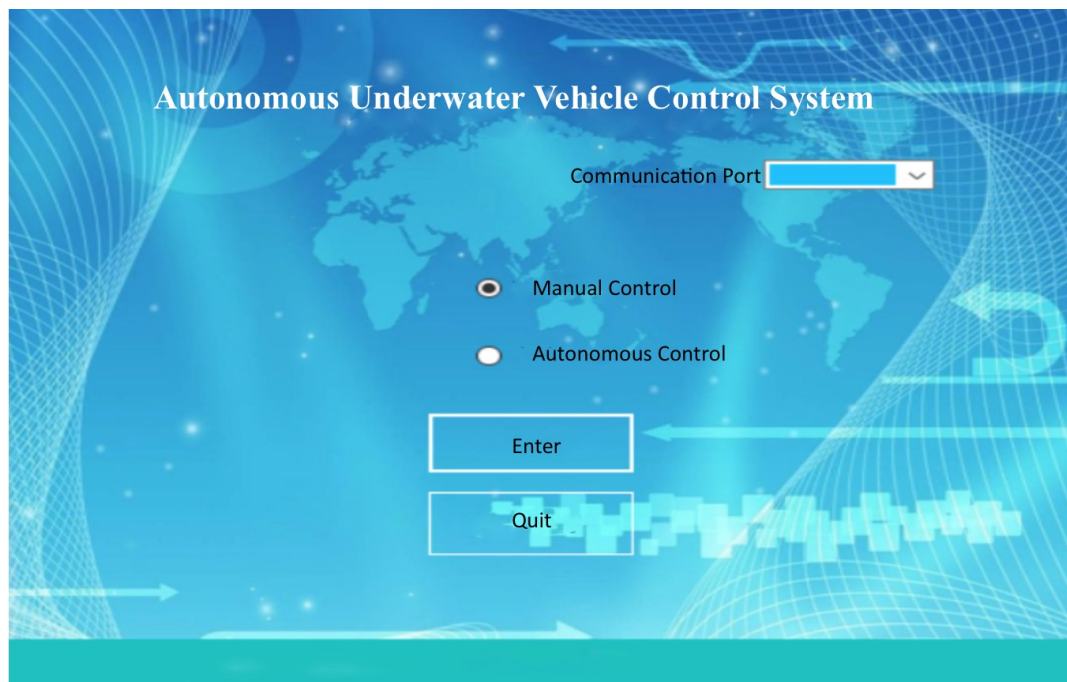 Autonomous Underwater Vehicle Control System
Communication Port
Manual Control
Autonomous Control
Enter
Quit